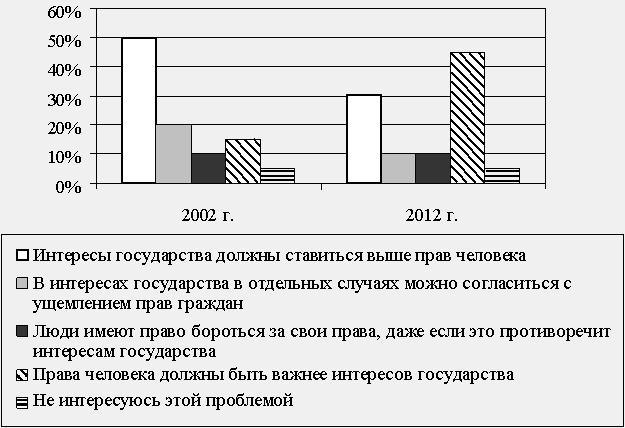 60%
50%
40%
30%
20%
10%
0%
2002 г.
2012 г.
Интересы государства должны ставиться выше прав человека
В интересах государства в отдельных случаях можно согласиться с
ущемлением прав граждан
Люди имеют право бороться за свои права, даже если это противоречит
интересам государства
Права человека должны быть важнее интересов государства
Не интересуюсь этой проблемой